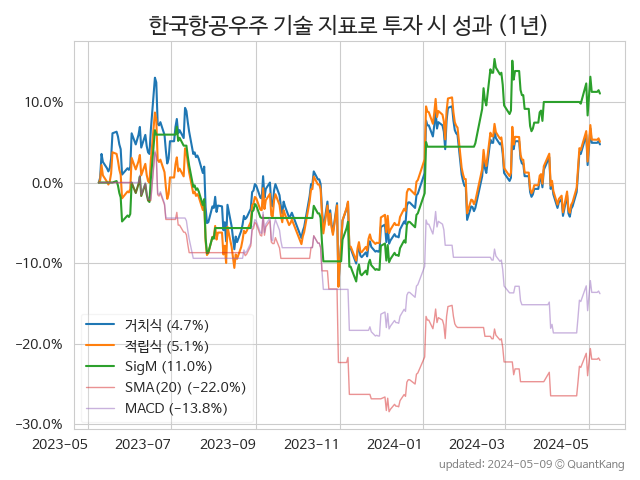 한국항공우주 기술 지표로 투자 시 성과 (1년)
10.0%
0.0%
−10.0%
−20.0%
−30.0%
거치식 (4.7%)
적립식 (5.1%)
SigM (11.0%)
SMA(20) (−22.0%)
MACD (−13.8%)
2023-05 2023-07 2023-09 2023-11 2024-01 2024-03 2024-05
updated: 2024-05-09 © QuantKang